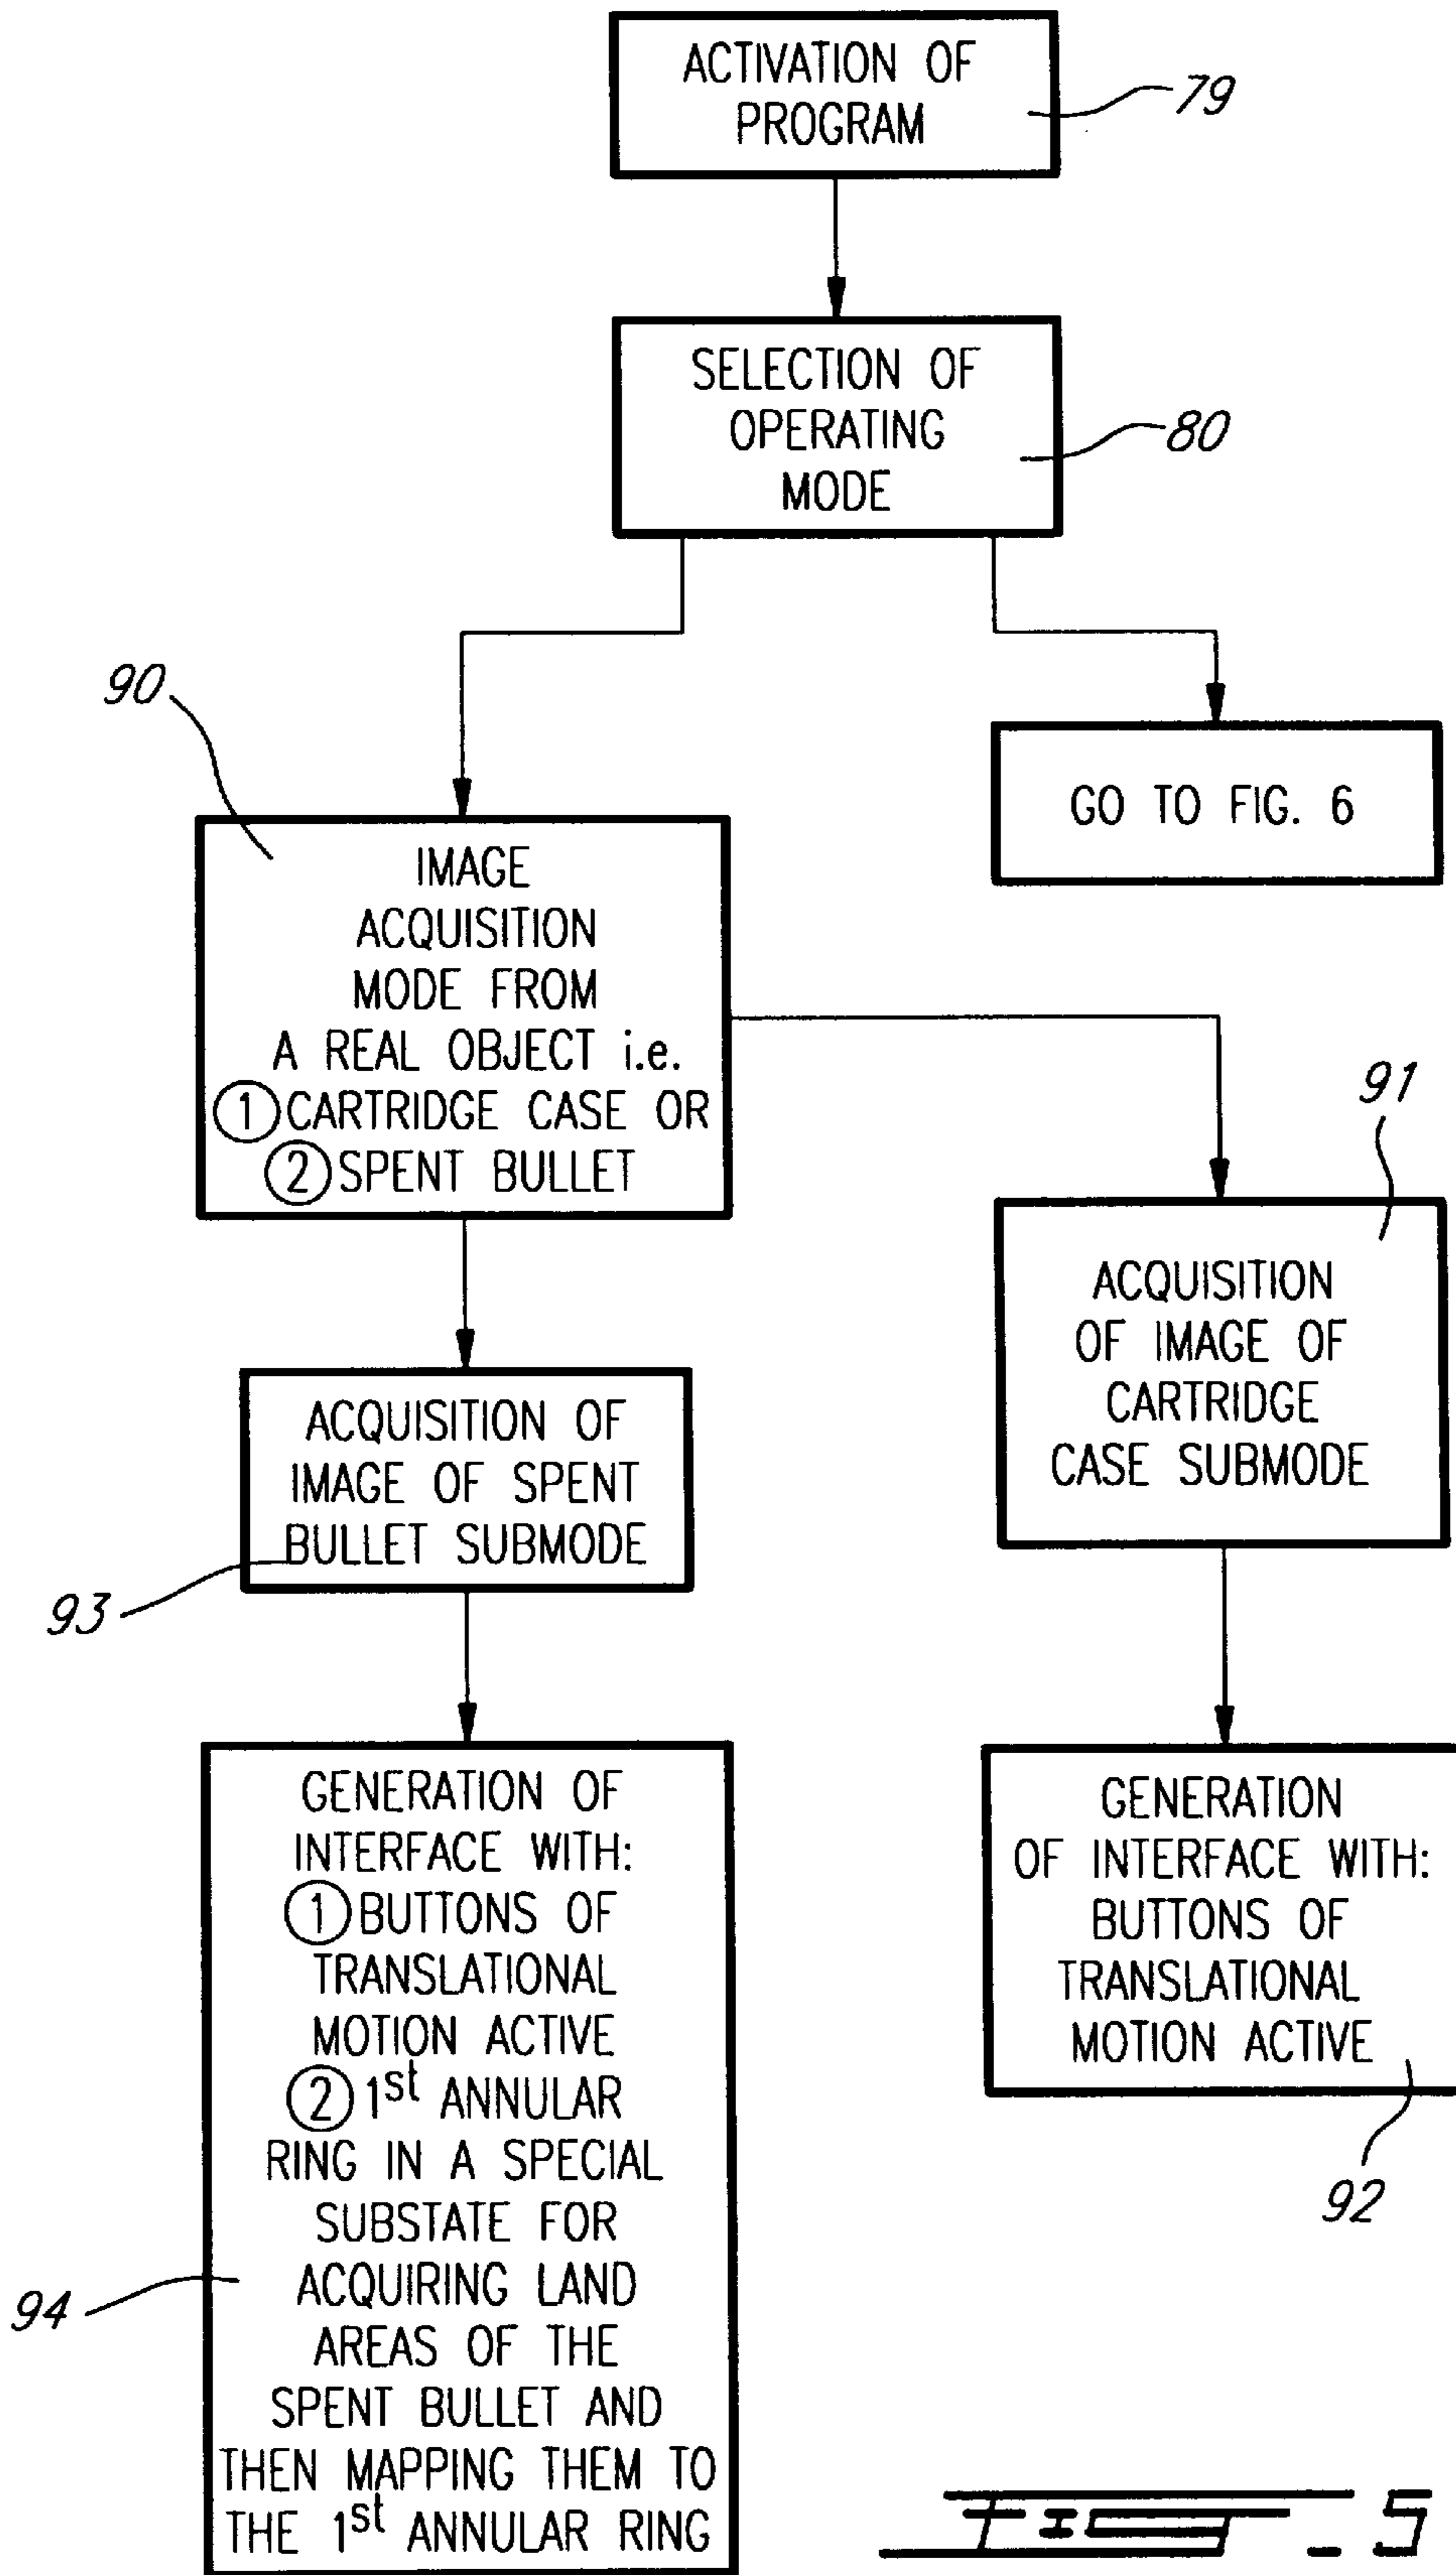 ACTIVATION OF
PROGRAM
79
SELECTION OF
OPERATING
MODE
80
90
IMAGE
ACQUISITION
MODE FROM
A REAL OBJECT i.e.
① CARTRIDGE CASE OR
② SPENT BULLET
GO TO FIG. 6
91
ACQUISITION
OF IMAGE OF
CARTRIDGE
CASE SUBMODE
ACQUISITION OF
IMAGE OF SPENT
BULLET SUBMODE
93
GENERATION OF
INTERFACE WITH:
① BUTTONS OF
TRANSLATIONAL
MOTION ACTIVE
② 1st ANNULAR
RING IN A SPECIAL
SUBSTATE FOR
ACQUIRING LAND
AREAS OF THE
SPENT BULLET AND
THEN MAPPING THEM TO
THE 1st ANNULAR RING
94
GENERATION
OF INTERFACE WITH:
BUTTONS OF
TRANSLATIONAL
MOTION ACTIVE
92
Fig _ 5